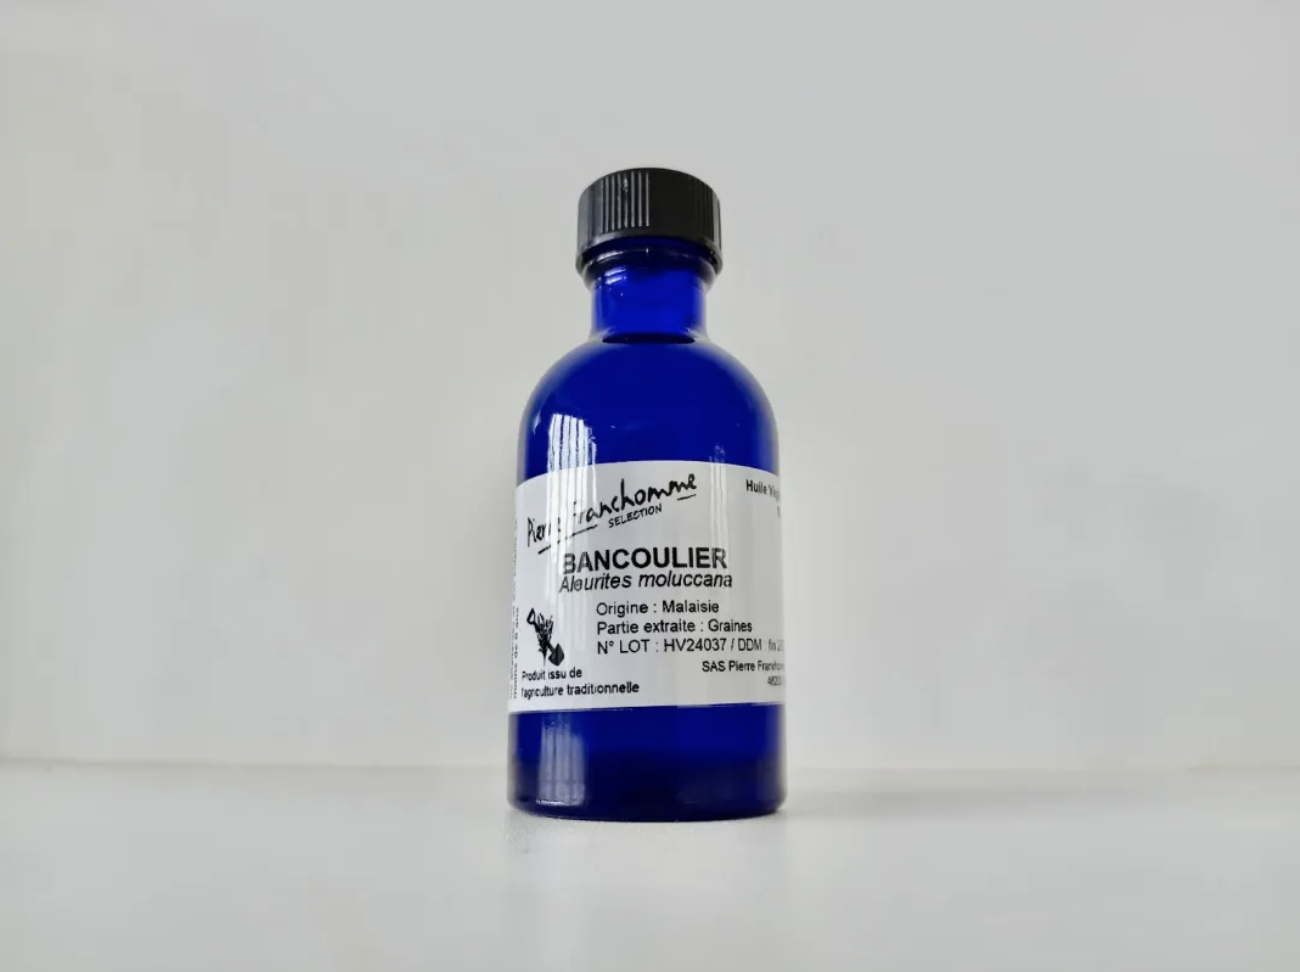 Pierre Franchomme
SELECTION
Huile
BANCOULIER
Aleurites moluccana
Origine : Malaisie
Partie extraite : Graines
N° LOT : HV24037 / DDM : fin
SAS Pierre
Produit issu de
l'agriculture traditionnelle